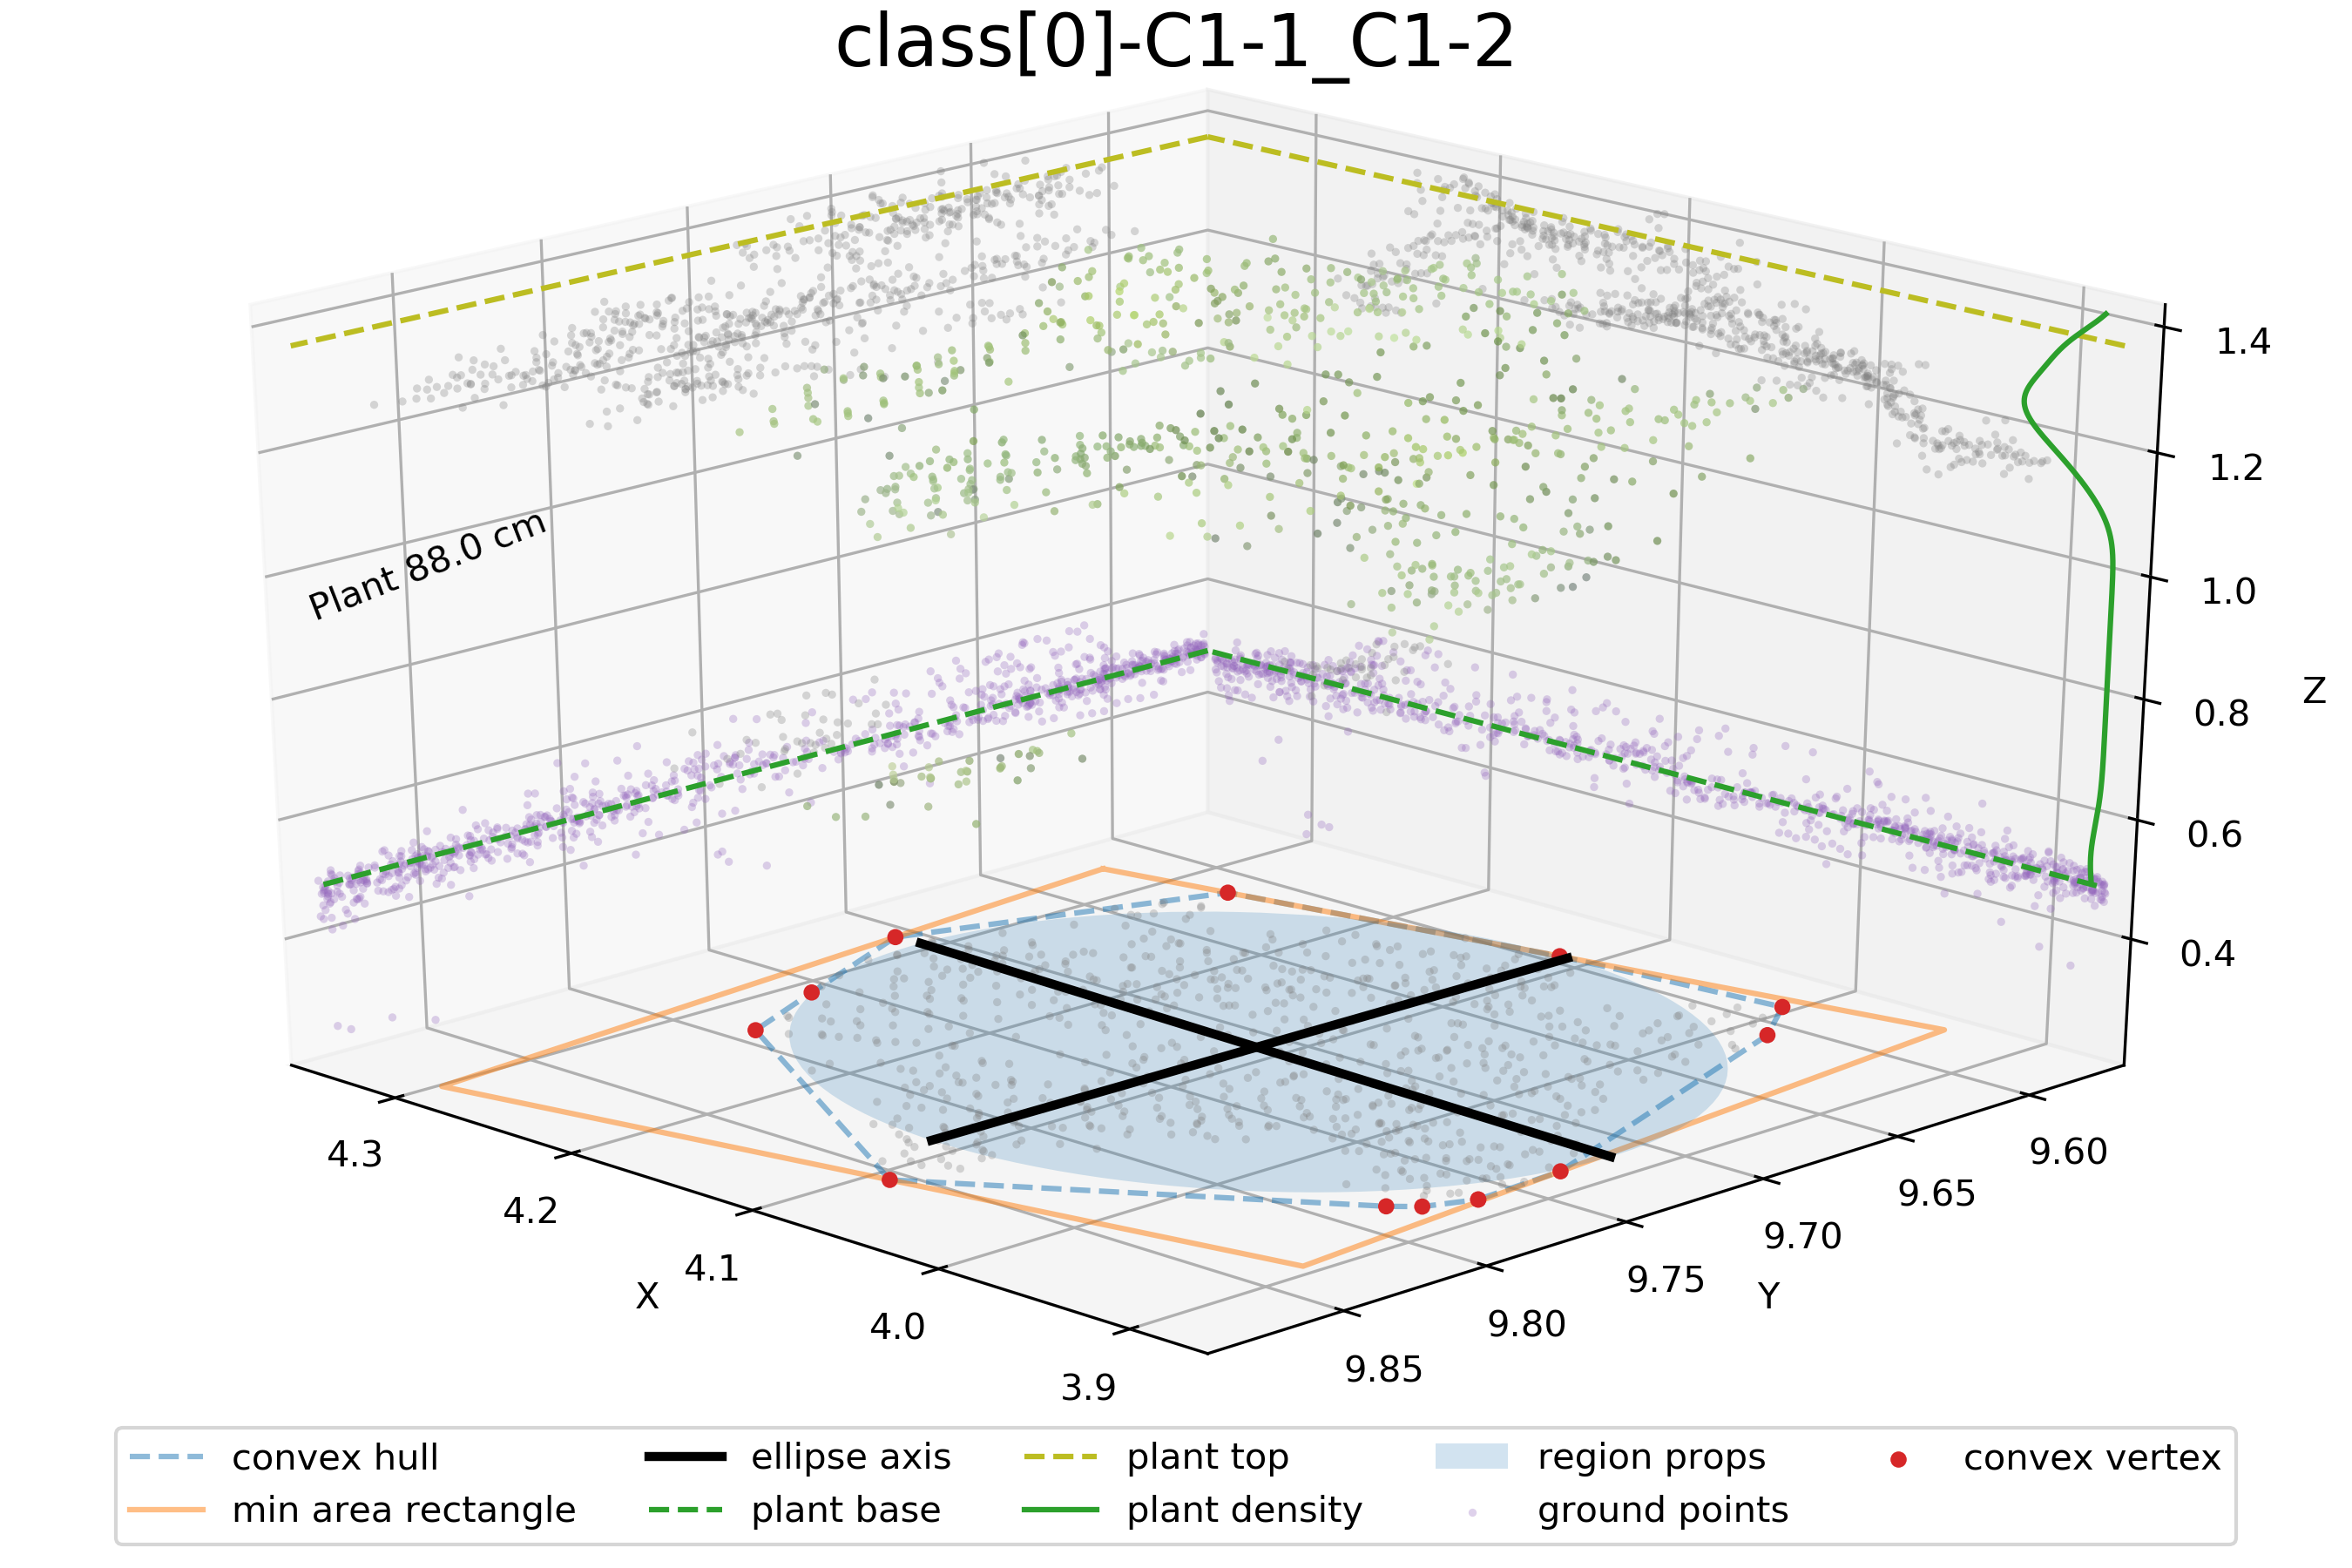 class[0]-C1-1_C1-2
Plant 88.0 cm
1.4
1.2
1.0
0.8
0.6
0.4
Z
4.3
4.2
4.1
4.0
3.9
X
9.60
9.65
9.70
9.75
9.80
9.85
Y
convex hull
min area rectangle
ellipse axis
plant base
plant top
plant density
region props
ground points
convex vertex